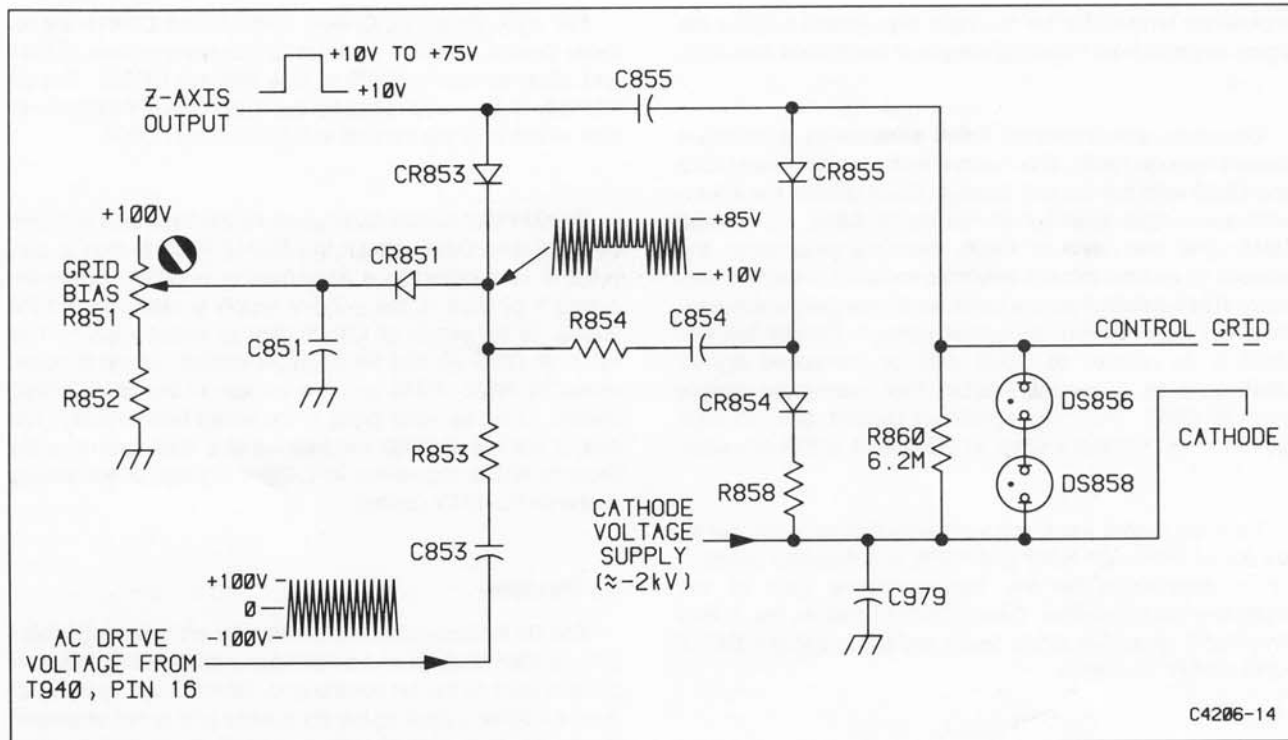 +10V TO +75V
+10V
Z-AXIS
OUTPUT
C855
CR853
CR855
+100V
+85V
+10V
GRID
BIAS
R851
CR851
C851
R854
C854
CONTROL GRID
R852
CR854
DS856
R853
R860
6.2M
CATHODE
R858
DS858
CATHODE
VOLTAGE
SUPPLY
(≈-2kV)
C853
C979
+100V
0
-100V
AC DRIVE
VOLTAGE FROM
T940, PIN 16
C4206-14